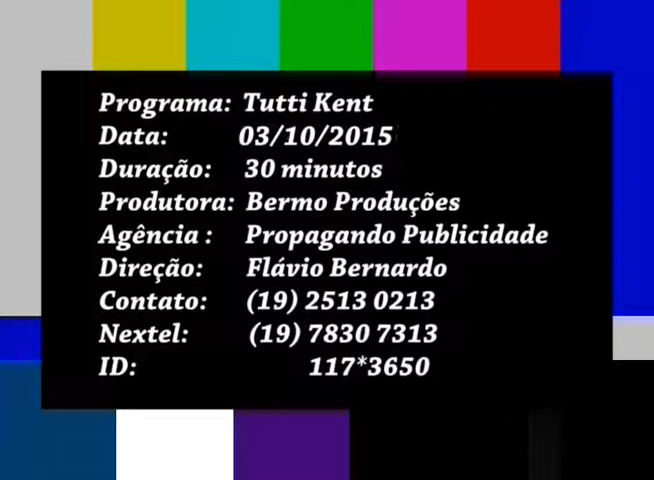 Programa: Tutti Kent
Data: 03/10/2015
Duração: 30 minutos
Produtora: Bermo Produções
Agência : Propagando Publicidade
Direção: Flávio Bernardo
Contato: (19) 2513 0213
Nextel: (19) 7830 7313
ID: 117*3650